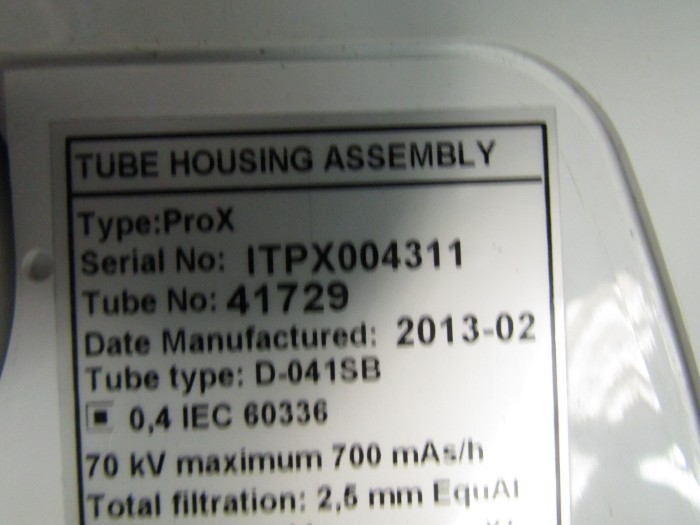 TUBE HOUSING ASSEMBLY
Type:ProX
Serial No: ITPX004311
Tube No: 41729
Date Manufactured: 2013-02
Tube type: D-041SB
0,4 IEC 60336
70 kV maximum 700 mAs/h
Total filtration: 2,5 mm EquAl